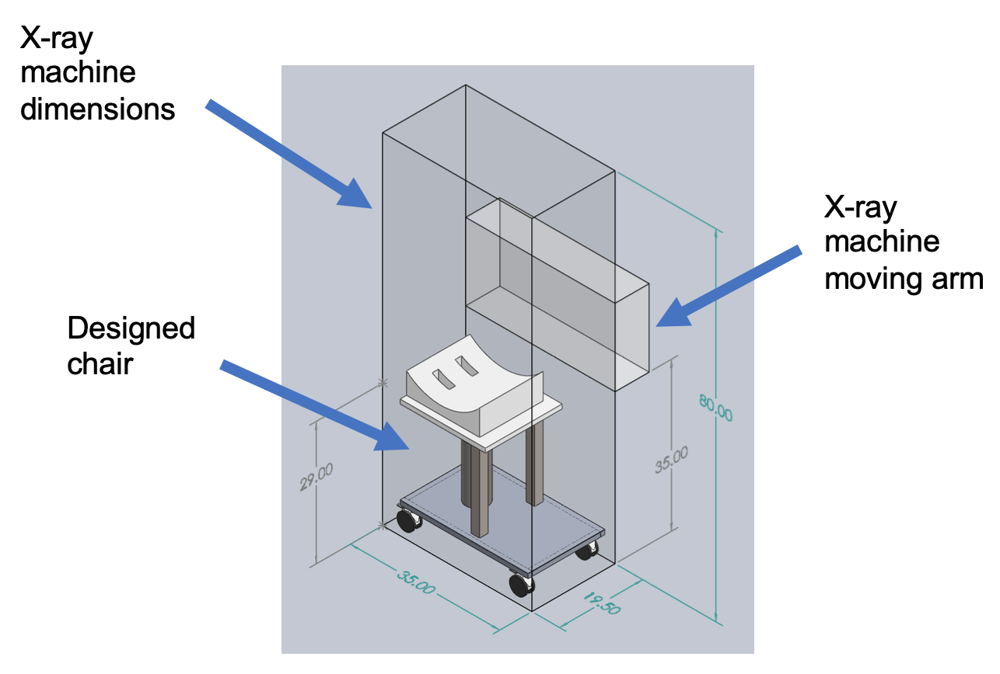 X-ray
machine
dimensions
X-ray
machine
moving arm
Designed
chair
80.00
29.00
35.00
35.00
19.50